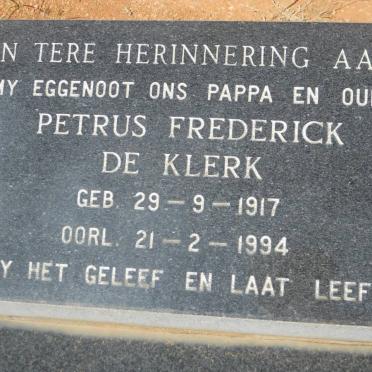 N TERE HERINNERING AA
MY EGGENOOT ONS PAPPA EN OU
PETRUS FREDERICK
DE KLERK
GEB. 29 - 9 - 1917
OORL. 21 - 2 - 1994
Y HET GELEEF EN LAAT LEEF